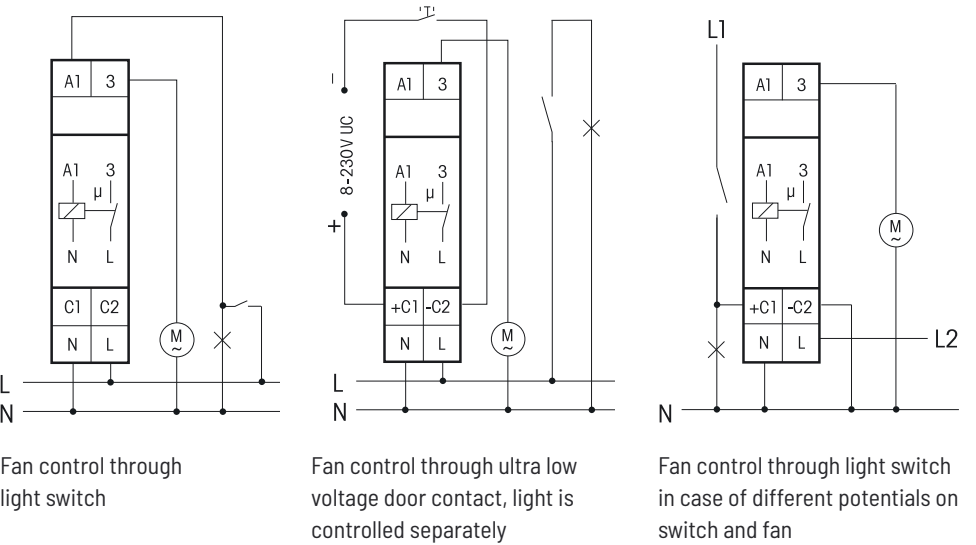 A1 3
A1 3
µ
N L
C1 C2
N L
M
~
L
N
Fan control through
light switch
−
8-230V UC
+
A1 3
A1 3
µ
N L
+C1 -C2
N L
M
~
L
N
Fan control through ultra low
voltage door contact, light is
controlled separately
L1
A1 3
A1 3
µ
N L
+C1 -C2
N L
M
~
L2
N
Fan control through light switch
in case of different potentials on
switch and fan